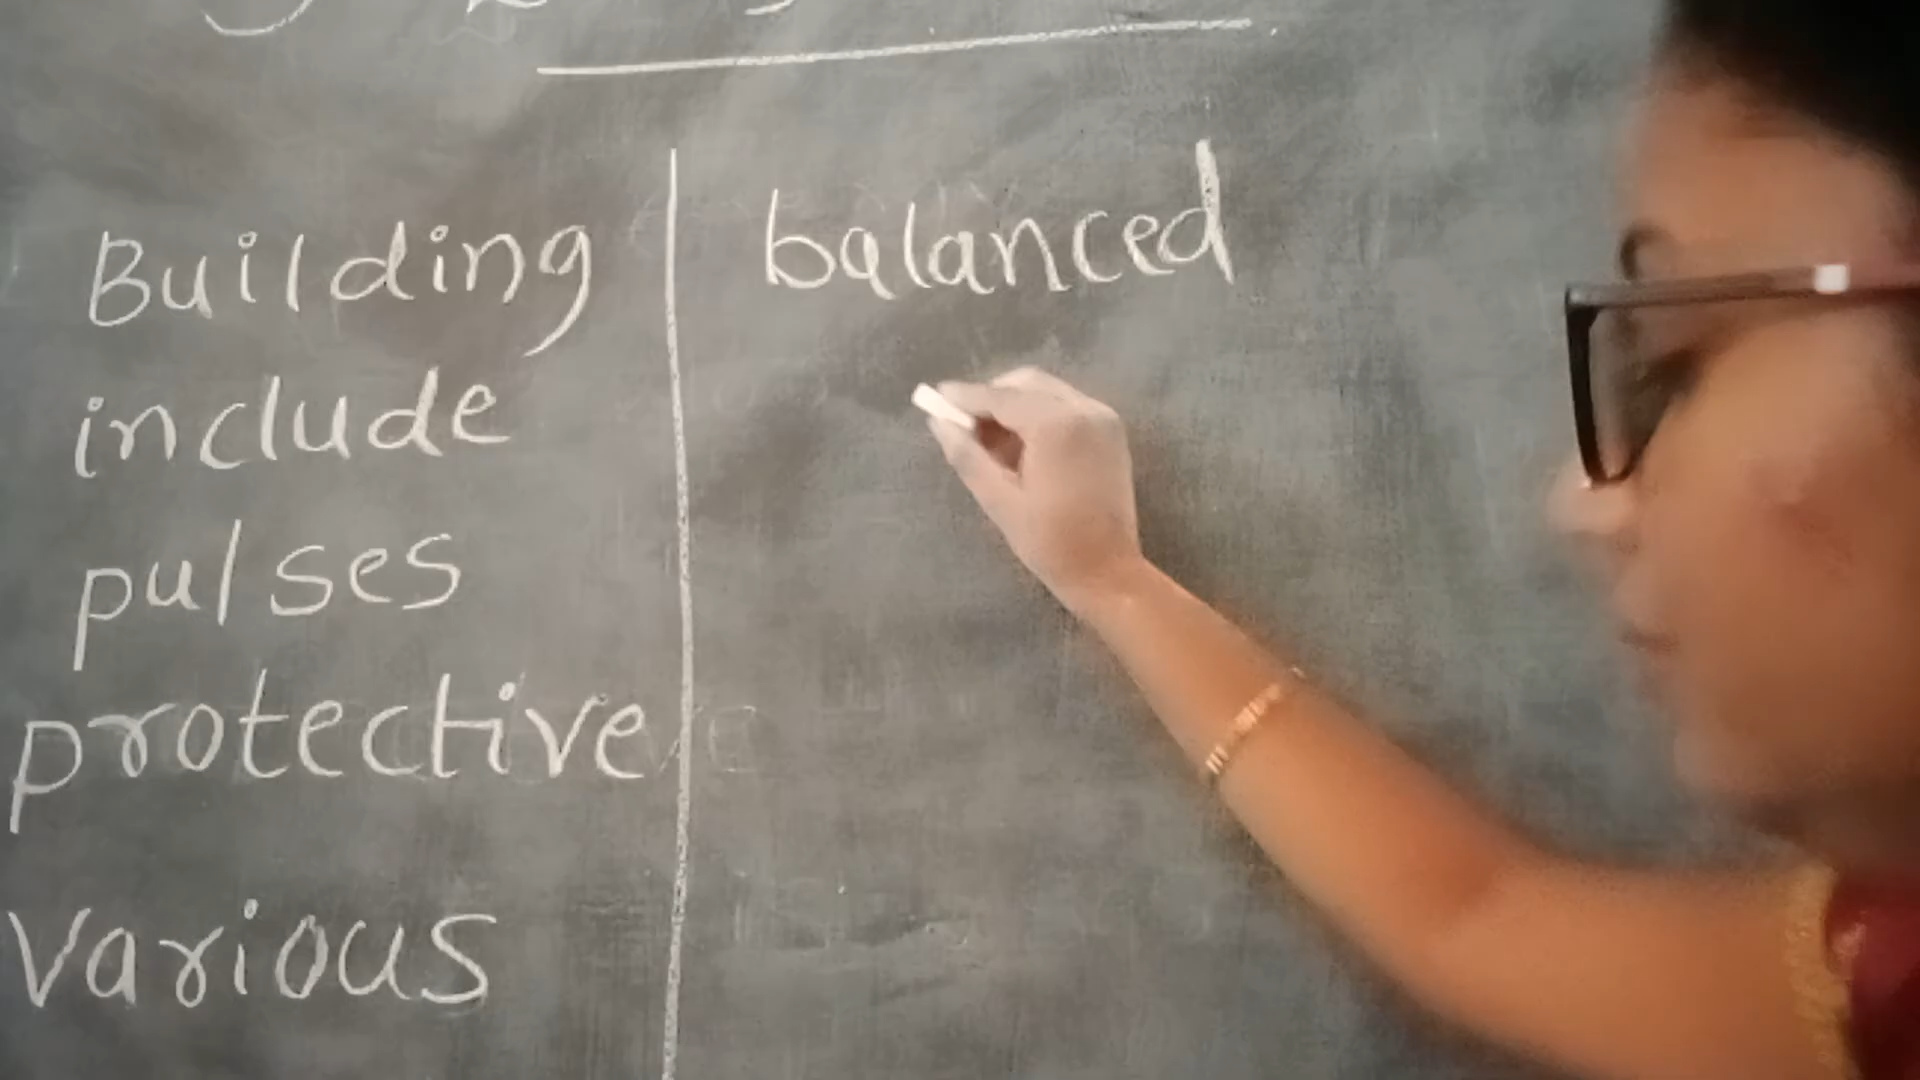 Building
include
pulses
protective
Various
balanced